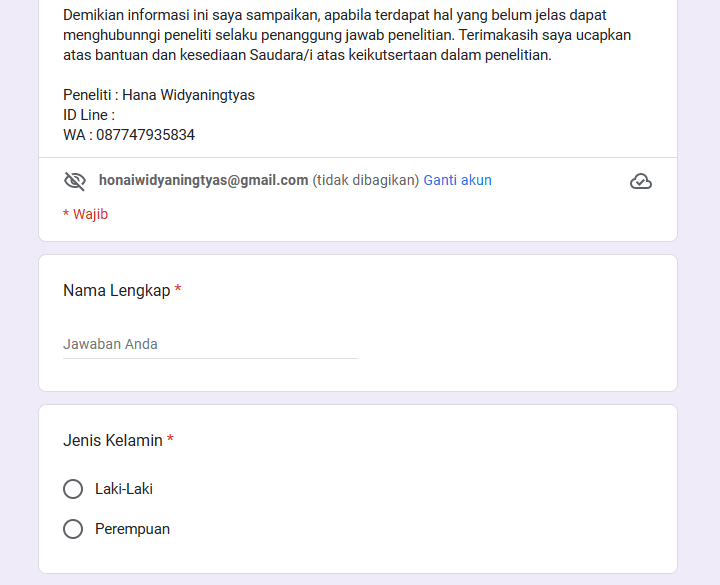 Demikian informasi ini saya sampaikan, apabila terdapat hal yang belum jelas dapat
menghubunngi peneliti selaku penanggung jawab penelitian. Terimakasih saya ucapkan
atas bantuan dan kesediaan Saudara/i atas keikutsertaan dalam penelitian.
Peneliti : Hana Widyaningtyas
ID Line :
WA : 087747935834
honaiwidyaningtyas@gmail.com (tidak dibagikan) Ganti akun
* Wajib
Nama Lengkap *
Jawaban Anda
Jenis Kelamin *
Laki-Laki
Perempuan